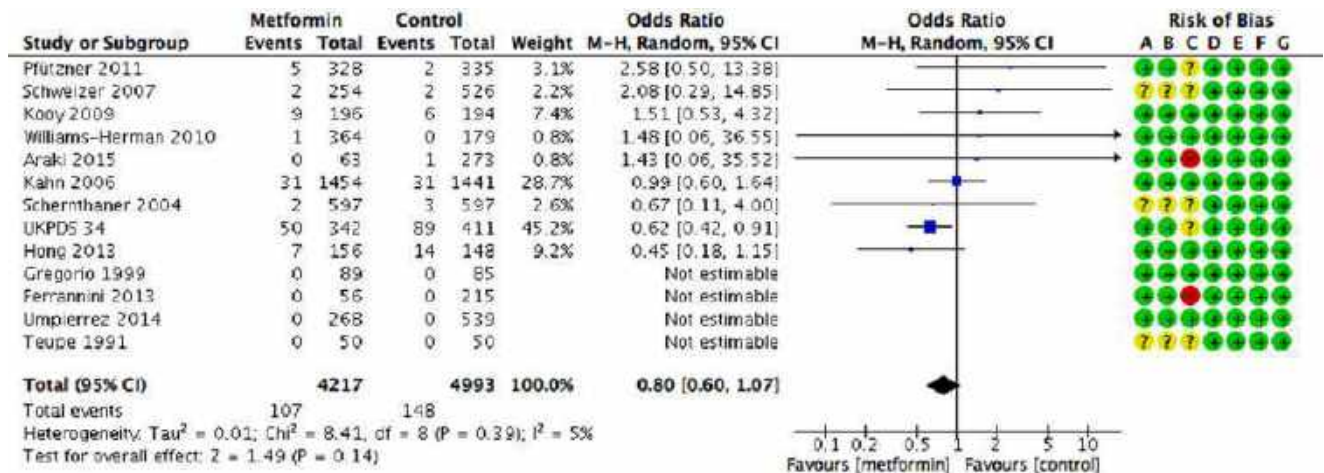 Metformin Control Odds Ratio Odds Ratio Risk of Bias
Study or Subgroup Events Total Events Total Weight M-H, Random, 95% CI M-H, Random, 95% CI A B C D E F G
Pfützner 2011 5 328 2 335 3.1% 2.58 [0.50, 13.38] + + ? + + + +
Schweizer 2007 2 254 2 526 2.2% 2.08 [0.29, 14.85] ? ? ? + + + +
Kooy 2009 9 196 6 194 7.4% 1.51 [0.53, 4.32] + + + + + + +
Williams-Herman 2010 1 364 0 179 0.8% 1.48 [0.06, 36.55] + + + + + + +
Araki 2015 0 63 1 273 0.8% 1.43 [0.06, 35.52] + + + + + +
Kahn 2006 31 1454 31 1441 28.7% 0.99 [0.60, 1.64] + + + + + + +
Schernthaner 2004 2 597 3 597 2.6% 0.67 [0.11, 4.00] ? ? ? + + + +
UKPDS 34 50 342 89 411 45.2% 0.62 [0.42, 0.91] + + ? + + + +
Hong 2013 7 156 14 148 9.2% 0.45 [0.18, 1.15] + + + + + + +
Gregorio 1999 0 89 0 85 Not estimable + + + + + + +
Ferrannini 2013 0 56 0 215 Not estimable + + + + + +
Umpierrez 2014 0 268 0 539 Not estimable + + + + + + +
Teupe 1991 0 50 0 50 Not estimable ? ? ? + + + +
Total (95% CI) 4217 4993 100.0% 0.80 [0.60, 1.07]
Total events 107 148
Heterogeneity: Tau² = 0.01; Chi² = 8.41, df = 8 (P = 0.39); I² = 5%
Test for overall effect: Z = 1.49 (P = 0.14)
0.1 0.2 0.5 1 2 5 10
Favours [metformin] Favours [control]